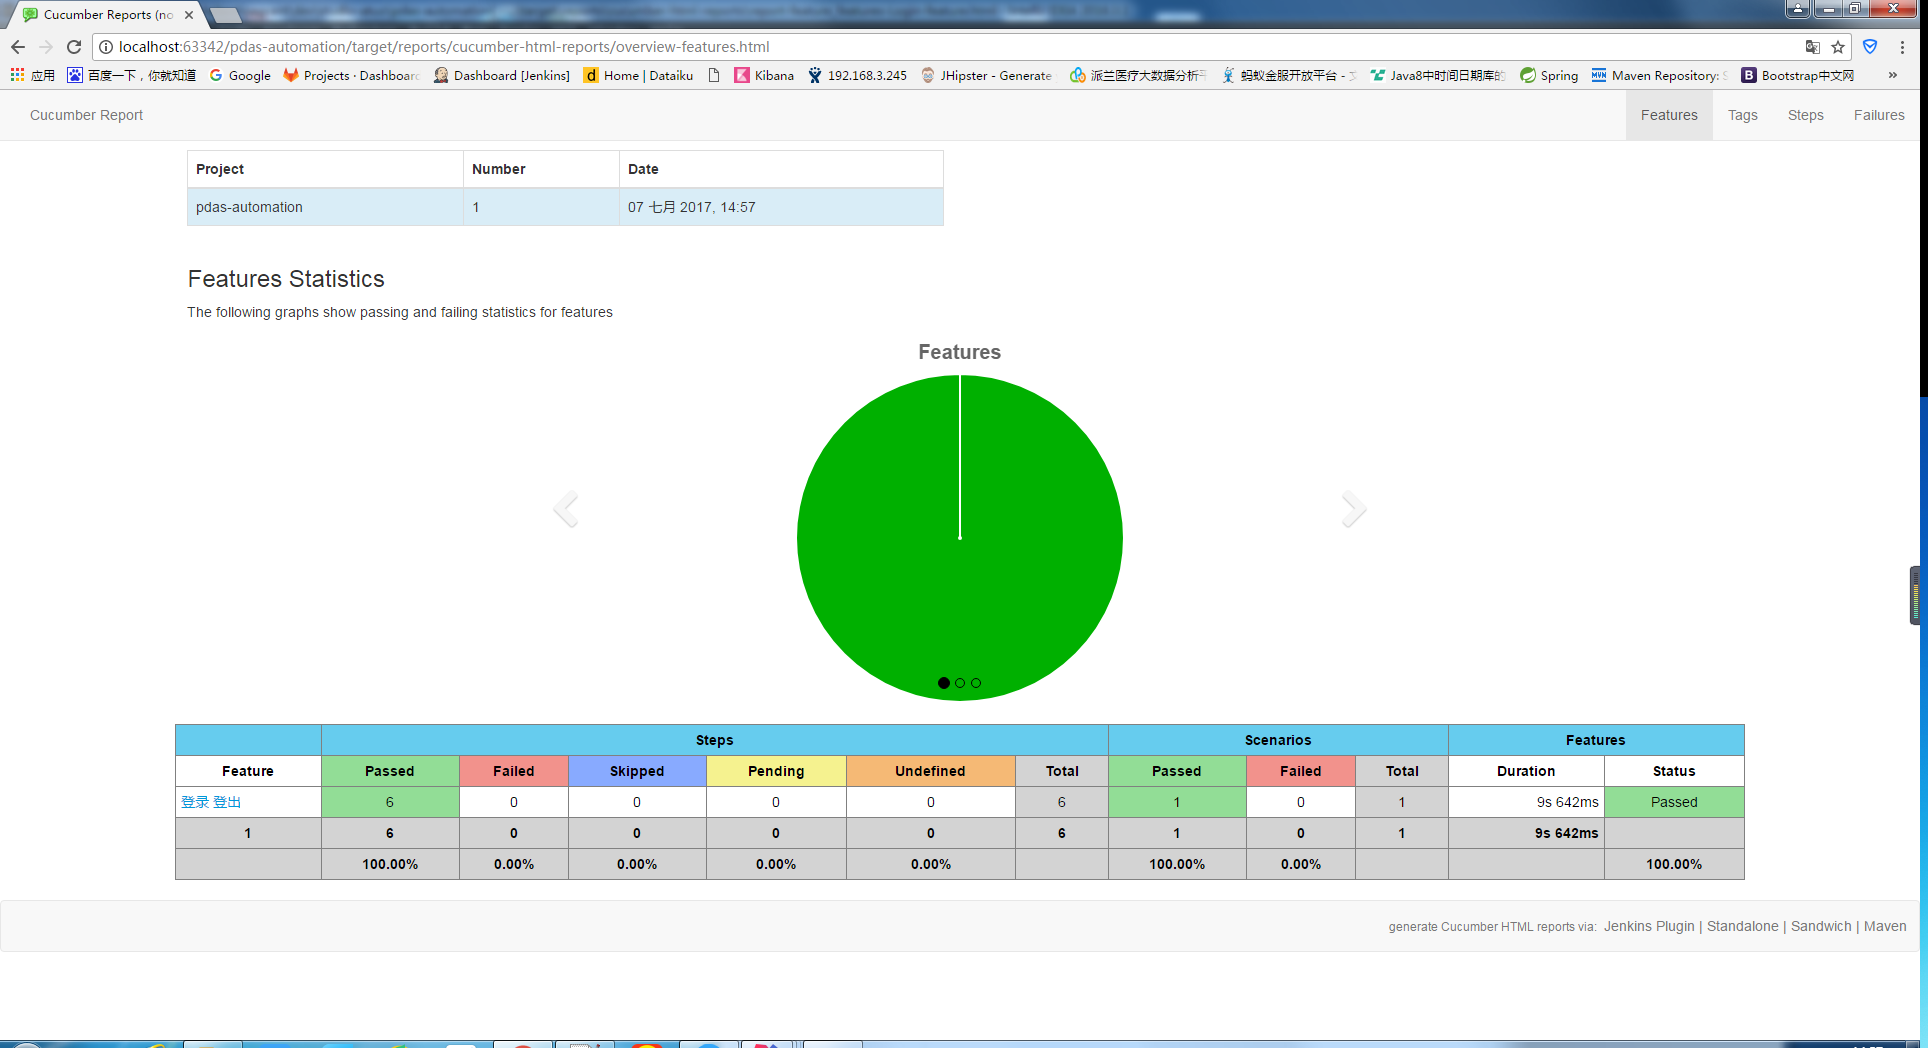 Cucumber Reports (no
localhost:63342/pdas-automation/target/reports/cucumber-html-reports/overview-features.html
应用 百度一下，你就知道 Google Projects · Dashboard Dashboard [Jenkins] Home | Dataiku Kibana 192.168.3.245 JHipster - Generate 派兰医疗大数据分析平 蚂蚁金服开放平台 - Java8中时间日期库的 Spring Maven Repository: S Bootstrap中文网 »
Cucumber Report Features Tags Steps Failures
Project Number Date
pdas-automation 1 07 七月 2017, 14:57
Features Statistics
The following graphs show passing and failing statistics for features
Features
Steps Scenarios Features
Feature Passed Failed Skipped Pending Undefined Total Passed Failed Total Duration Status
登录 登出 6 0 0 0 0 6 1 0 1 9s 642ms Passed
1 6 0 0 0 0 6 1 0 1 9s 642ms
100.00% 0.00% 0.00% 0.00% 0.00% 100.00% 0.00% 100.00%
generate Cucumber HTML reports via: Jenkins Plugin | Standalone | Sandwich | Maven